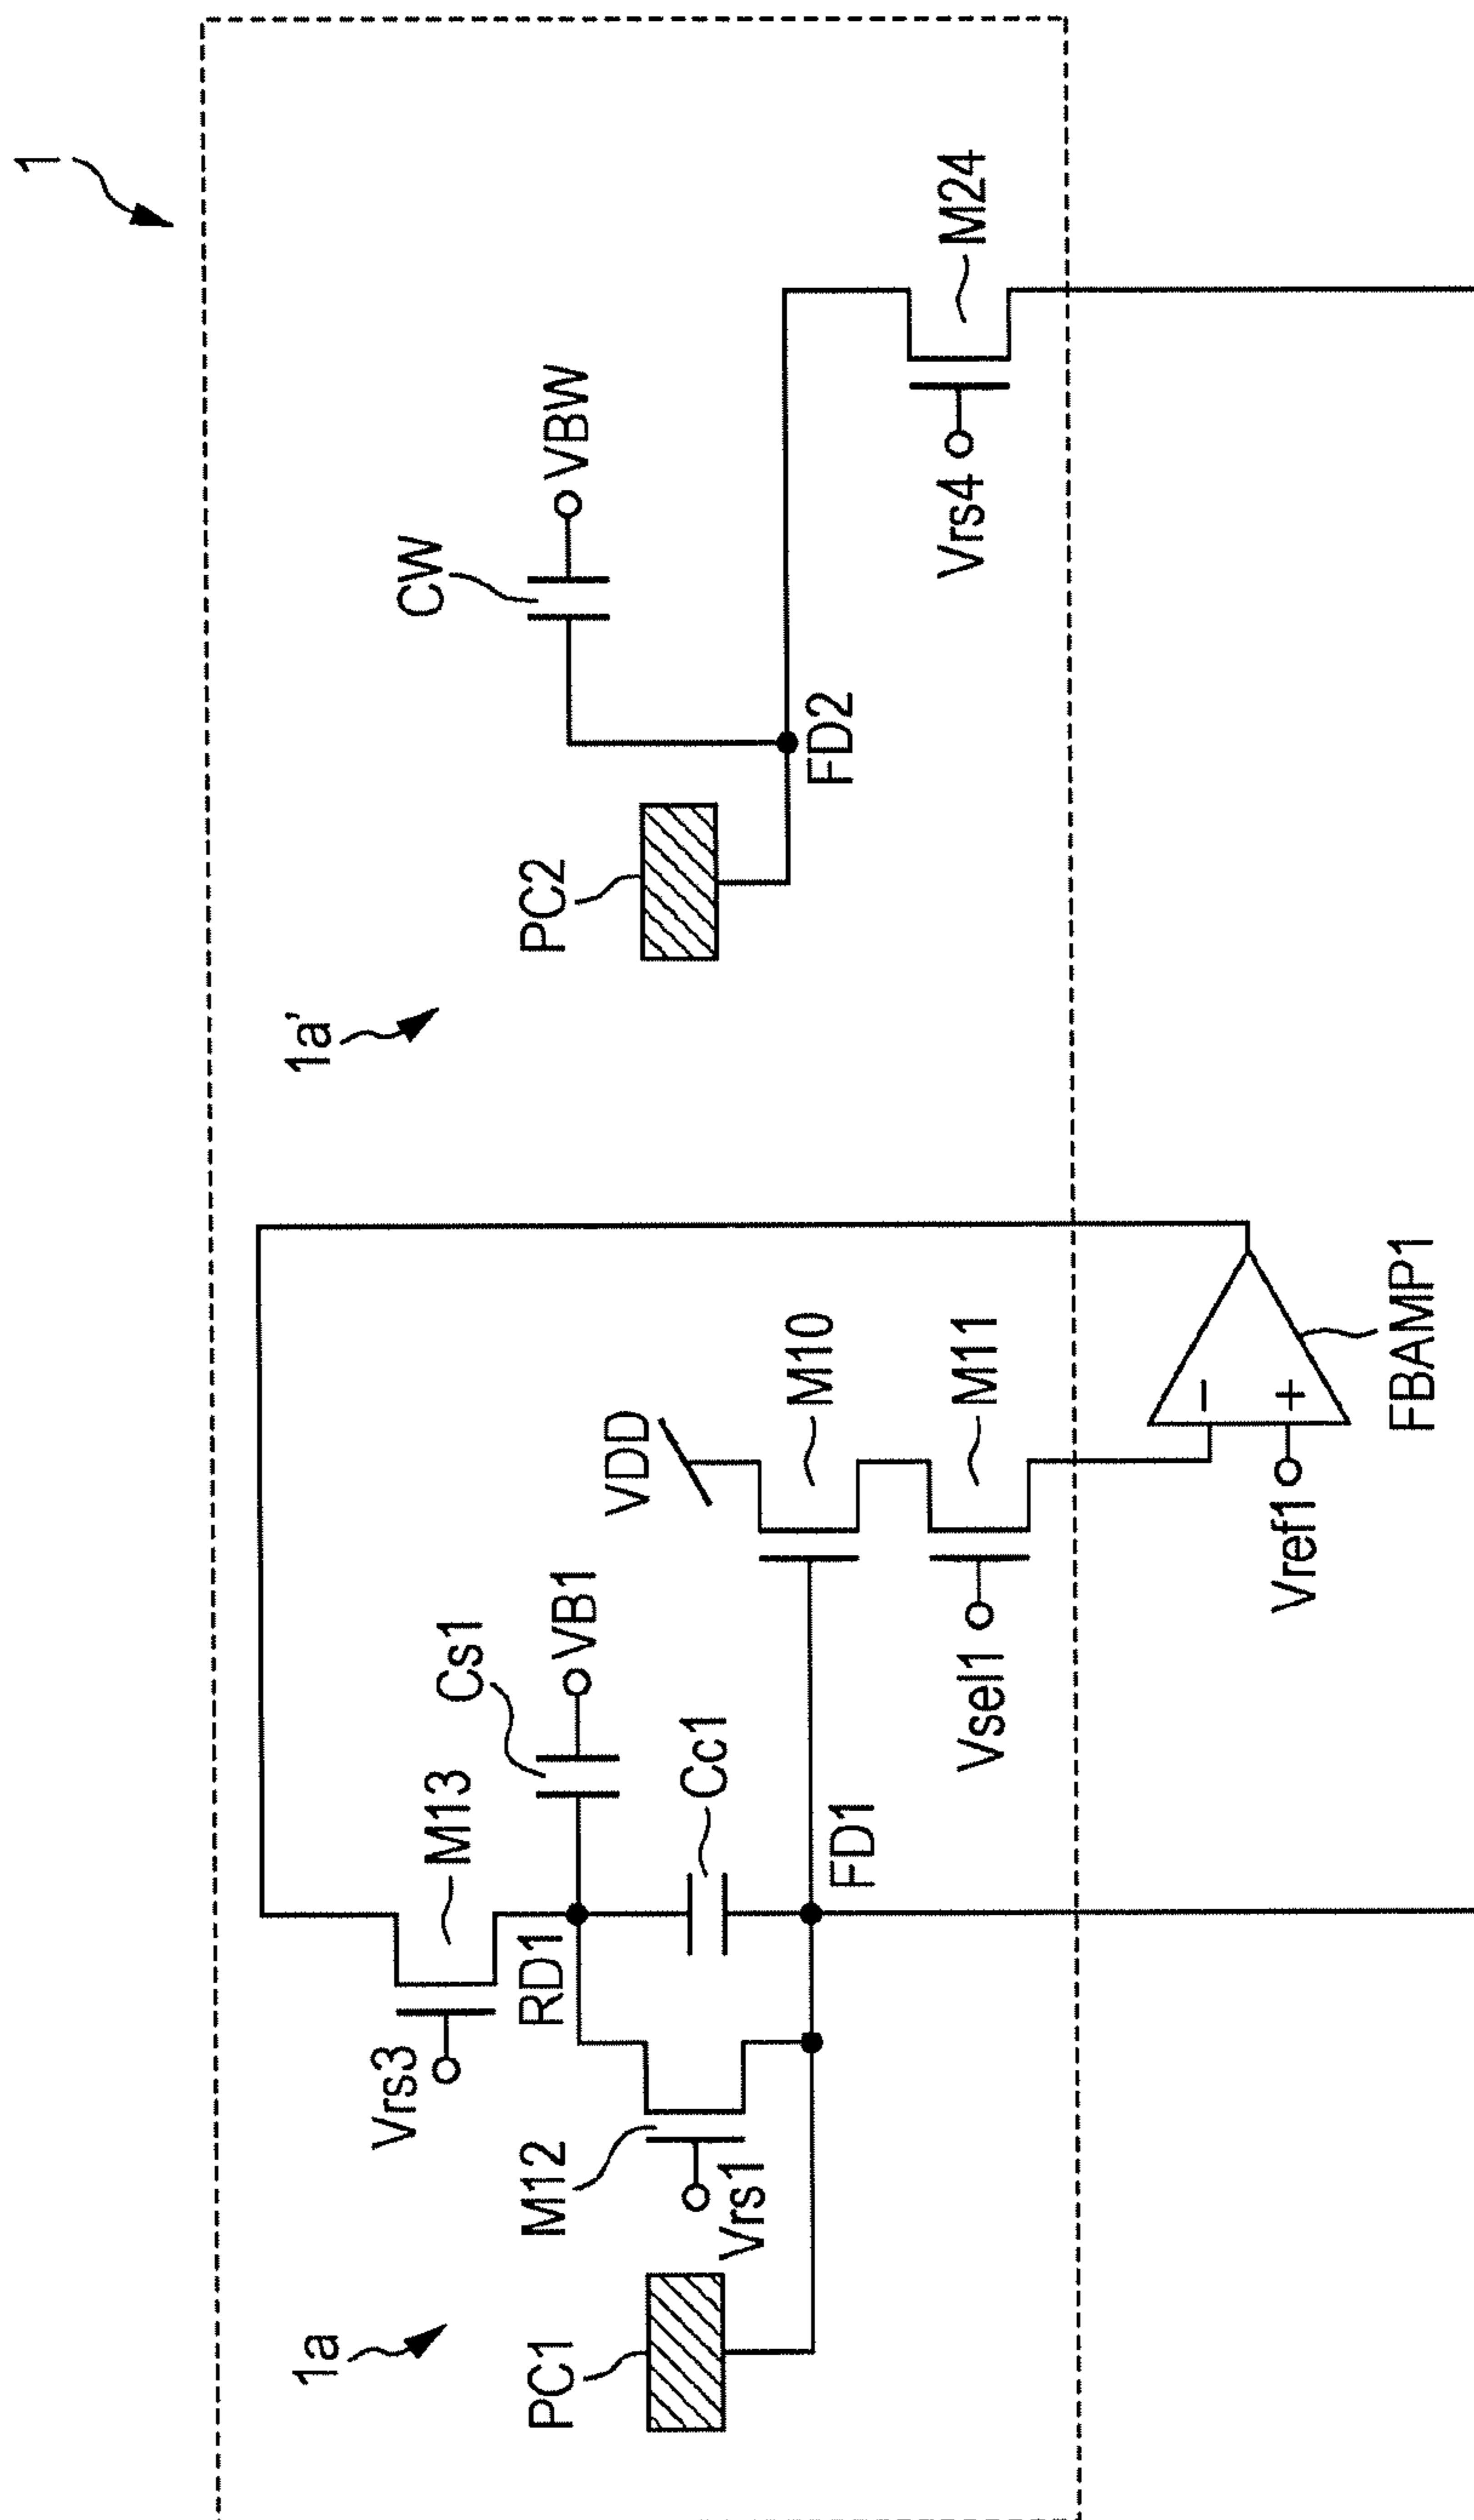 1
1a
1a'
Vrs3
M13
Cs1
VB1
RD1
Cc1
M12
Vrs1
PC1
FD1
VDD
M10
M11
Vsel1
Vref1
−
+
FBAMP1
PC2
CW
VBW
FD2
Vrs4
M24